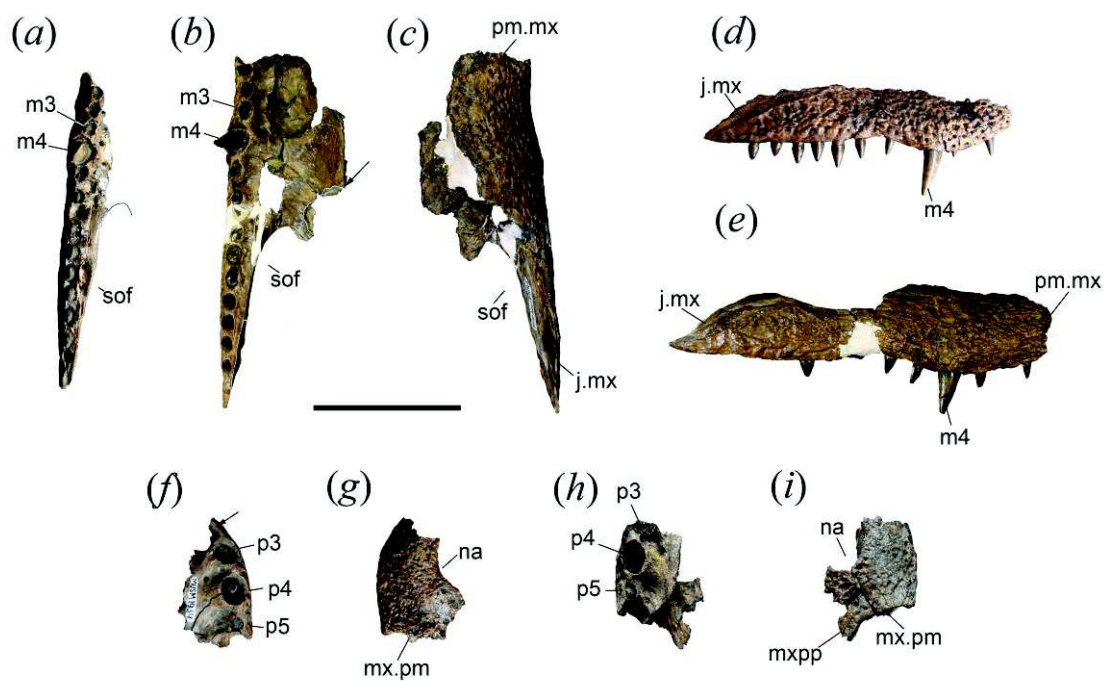 (a)
m3
m4
sof
(b)
m3
m4
sof
(c)
pm.mx
sof
j.mx
(d)
j.mx
m4
(e)
j.mx
pm.mx
m4
(f)
p3
p4
p5
(g)
na
mx.pm
(h)
p3
p4
p5
(i)
na
mxpp
mx.pm